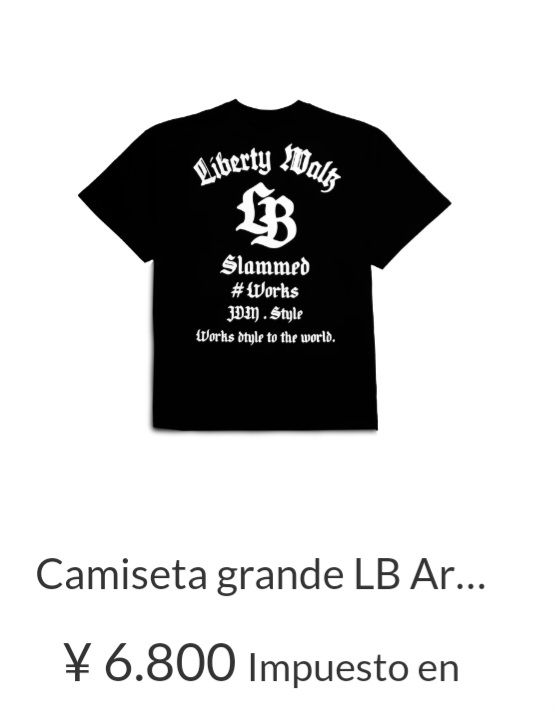 Liberty Walk
LB
Slammed
#Works
JDM . Style
Works dtyle to the world.
Camiseta grande LB Ar...
¥ 6.800 Impuesto en